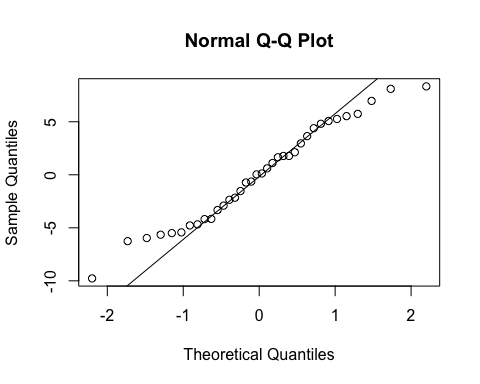 Normal Q-Q Plot
Sample Quantiles
5
0
-5
-10
-2 -1 0 1 2
Theoretical Quantiles